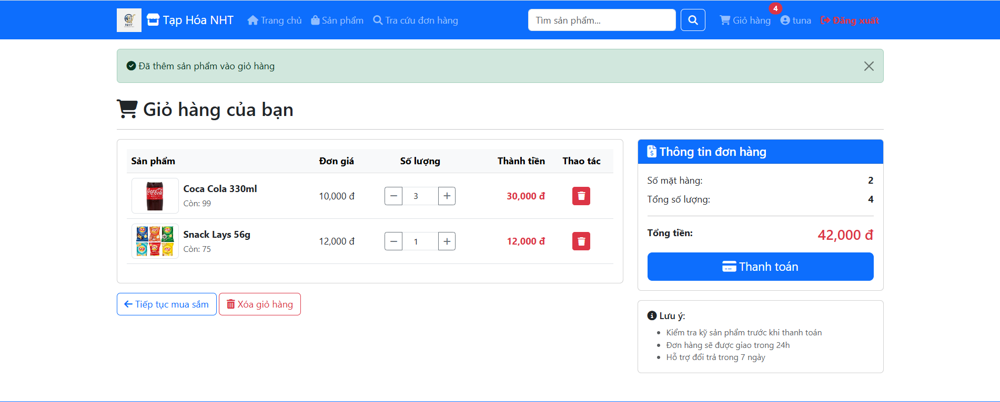 NHT
NHT
Tạp Hóa NHT
Trang chủ
Sản phẩm
Tra cứu đơn hàng
Tìm sản phẩm...
Giỏ hàng
4
tuna
Đăng xuất
Đã thêm sản phẩm vào giỏ hàng
Giỏ hàng của bạn
Sản phẩm Đơn giá Số lượng Thành tiền Thao tác
Coca Cola 330ml
Còn: 99
10,000 đ
3
30,000 đ
Coca-Cola
Snack Lays 56g
Còn: 75
12,000 đ
1
12,000 đ
Tiếp tục mua sắm
Xóa giỏ hàng
Thông tin đơn hàng
Số mặt hàng: 2
Tổng số lượng: 4
Tổng tiền: 42,000 đ
Thanh toán
Lưu ý:
Kiểm tra kỹ sản phẩm trước khi thanh toán
Đơn hàng sẽ được giao trong 24h
Hỗ trợ đổi trả trong 7 ngày